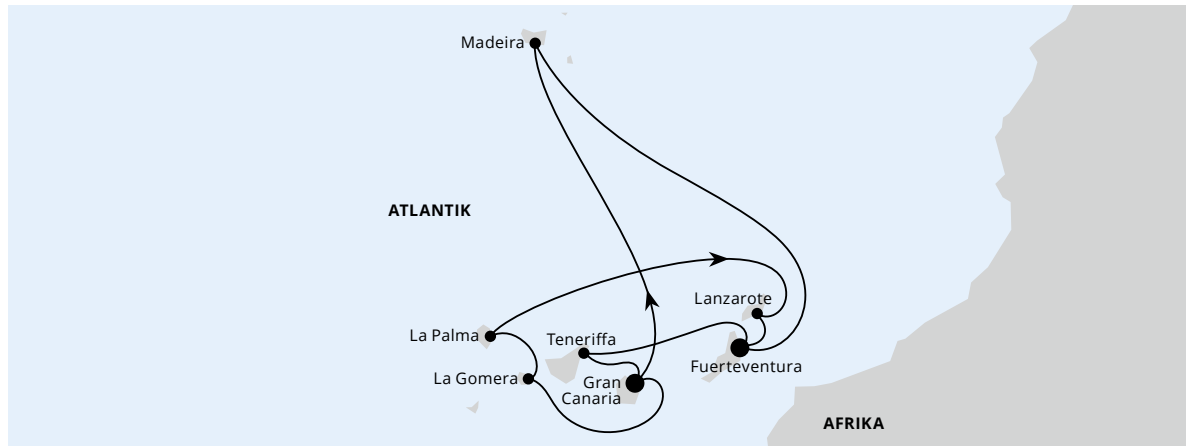 Madeira
ATLANTIK
Lanzarote
La Palma
Teneriffa
Fuerteventura
La Gomera
Gran
Canaria
AFRIKA